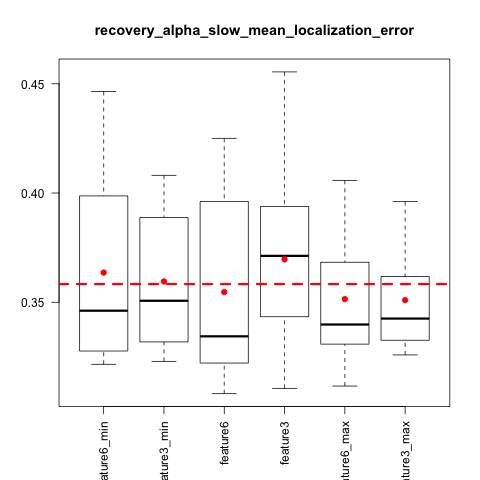 recovery_alpha_slow_mean_localization_error
0.45
0.40
0.35
ature6_min
ature3_min
feature6
feature3
ture6_max
ture3_max